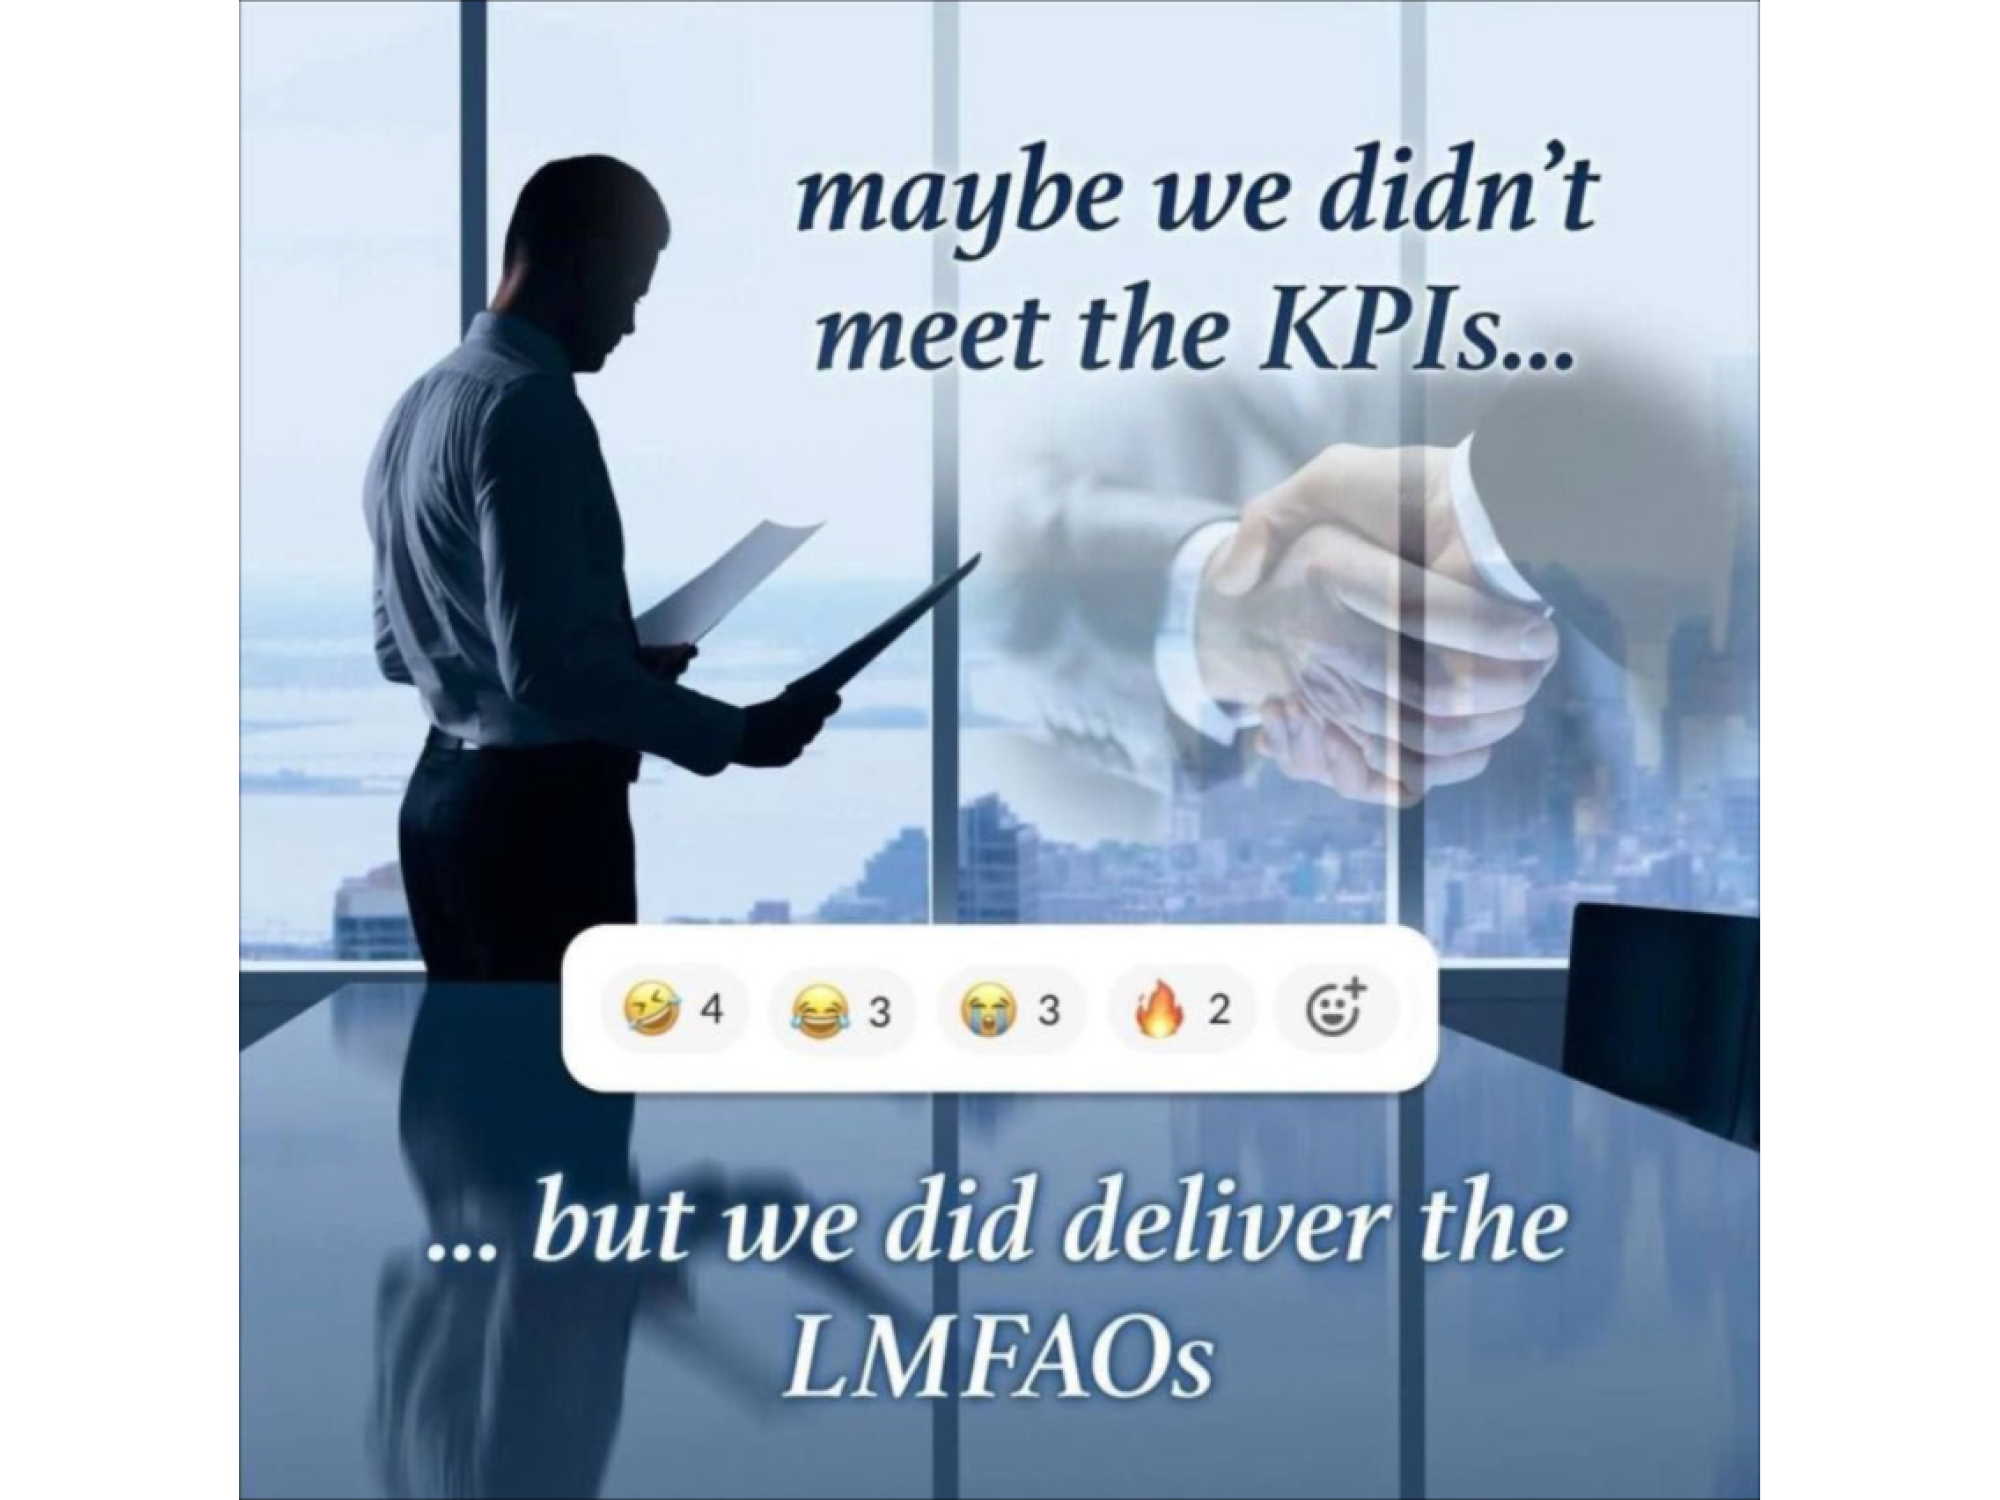 maybe we didn’t
meet the KPIs...
🤣 4 😂 3 😭 3 🔥 2
... but we did deliver the
LMFAOs